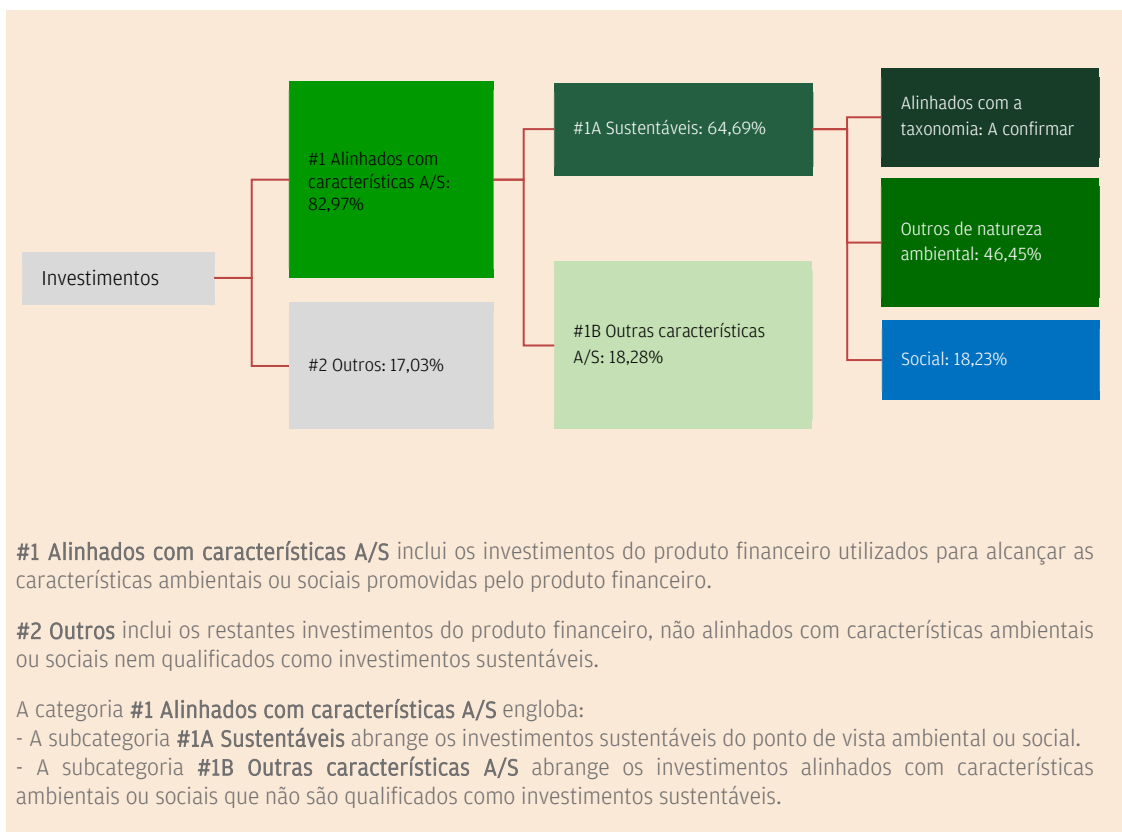 Investimentos
#1 Alinhados com
características A/S:
82,97%
#2 Outros: 17,03%
#1A Sustentáveis: 64,69%
#1B Outras características
A/S: 18,28%
Alinhados com a
taxonomia: A confirmar
Outros de natureza
ambiental: 46,45%
Social: 18,23%
#1 Alinhados com características A/S inclui os investimentos do produto financeiro utilizados para alcançar as
características ambientais ou sociais promovidas pelo produto financeiro.
#2 Outros inclui os restantes investimentos do produto financeiro, não alinhados com características ambientais
ou sociais nem qualificados como investimentos sustentáveis.
A categoria #1 Alinhados com características A/S engloba:
- A subcategoria #1A Sustentáveis abrange os investimentos sustentáveis do ponto de vista ambiental ou social.
- A subcategoria #1B Outras características A/S abrange os investimentos alinhados com características
ambientais ou sociais que não são qualificados como investimentos sustentáveis.